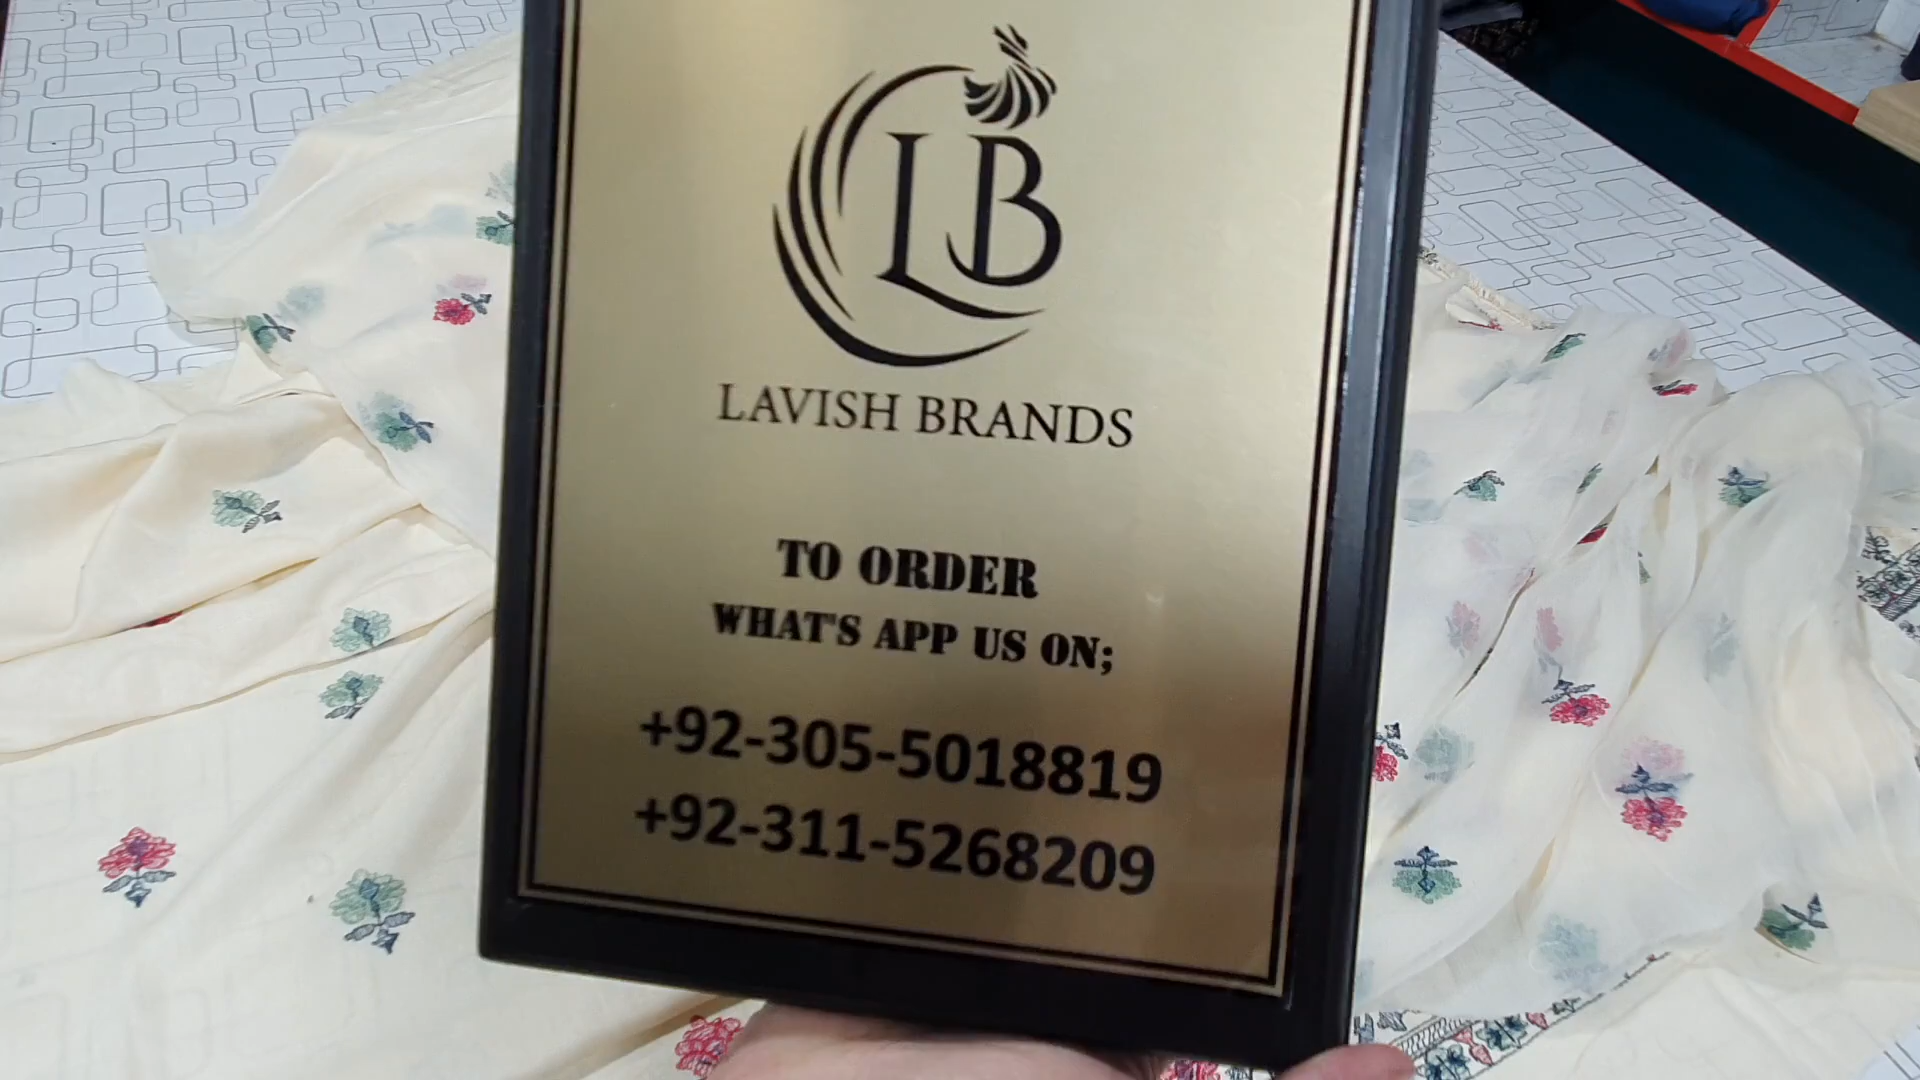 LB
LAVISH BRANDS
TO ORDER
WHAT'S APP US ON;
+92-305-5018819
+92-311-5268209